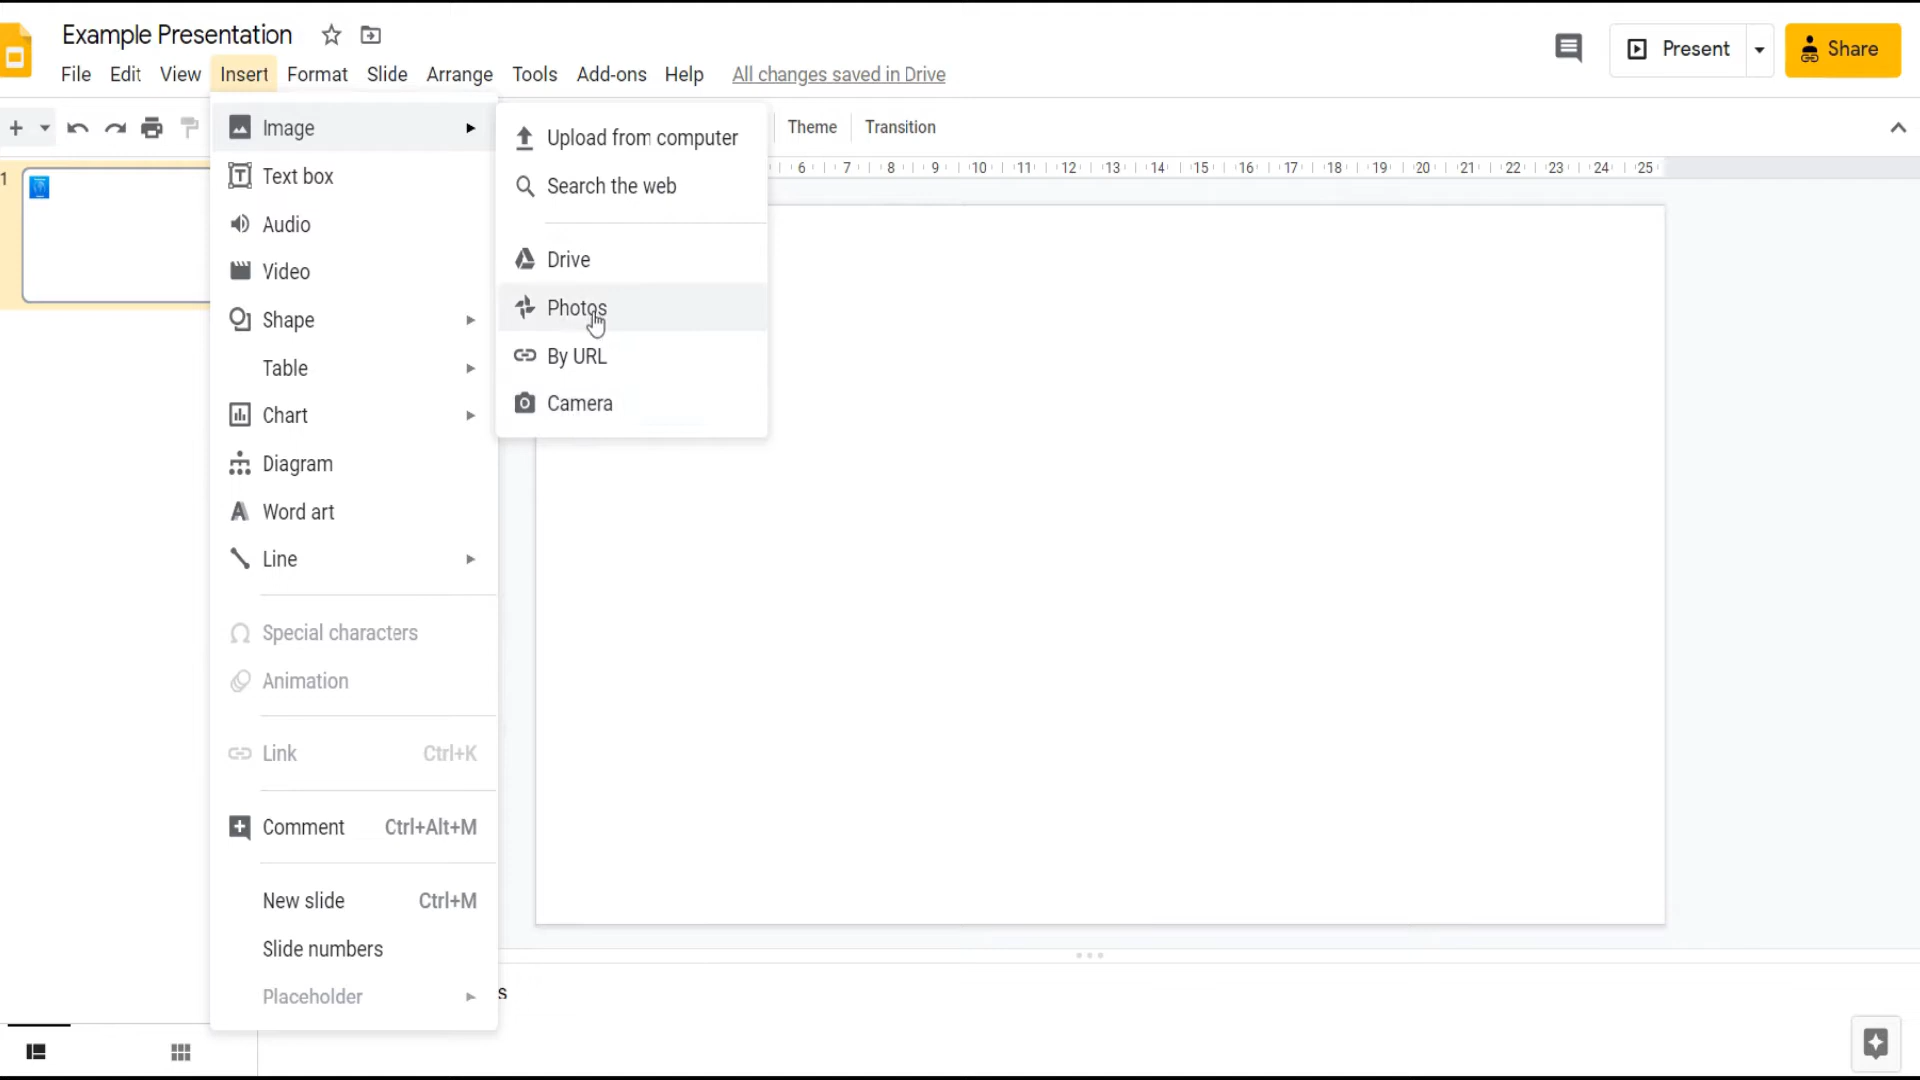 Example Presentation
File Edit View Insert Format Slide Arrange Tools Add-ons Help All changes saved in Drive
Present
Share
Image
Text box
Audio
Video
Shape
Table
Chart
Diagram
Word art
Line
Special characters
Animation
Link Ctrl+K
Comment Ctrl+Alt+M
New slide Ctrl+M
Slide numbers
Placeholder
Upload from computer
Search the web
Drive
Photos
By URL
Camera
Theme Transition
6 7 8 9 10 11 12 13 14 15 16 17 18 19 20 21 22 23 24 25
1
s